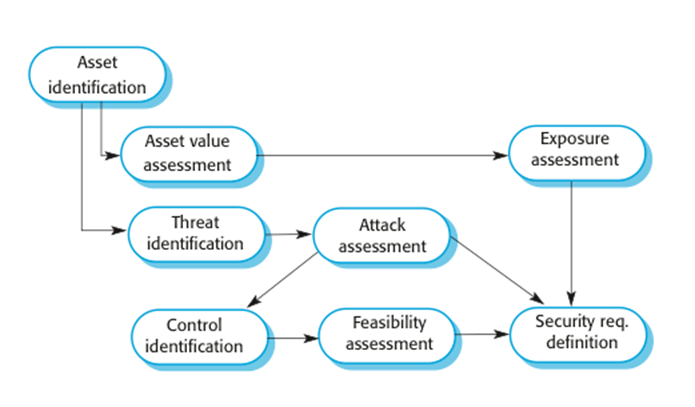 Asset
identification
Asset value
assessment
Exposure
assessment
Threat
identification
Attack
assessment
Control
identification
Feasibility
assessment
Security req.
definition